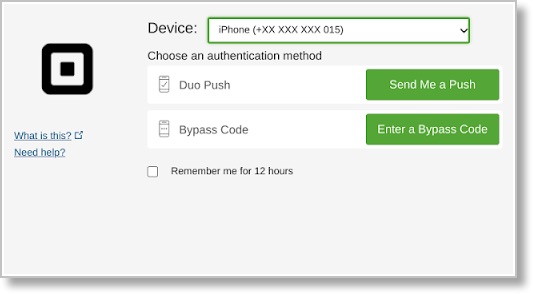 Device: iPhone (+XX XXX XXX 015)
Choose an authentication method
Duo Push Send Me a Push
Bypass Code Enter a Bypass Code
What is this?
Need help?
Remember me for 12 hours